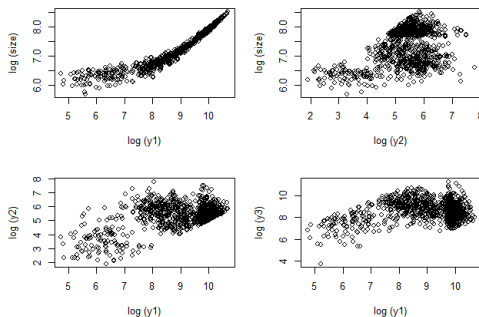 log (size)
8.0
7.0
6.0
5 6 7 8 9 10
log (y1)
log (size)
8.0
7.0
6.0
2 3 4 5 6 7 8
log (y2)
log (y2)
8
7
6
5
4
3
2
5 6 7 8 9 10
log (y1)
log (y3)
10
8
6
4
5 6 7 8 9 10
log (y1)